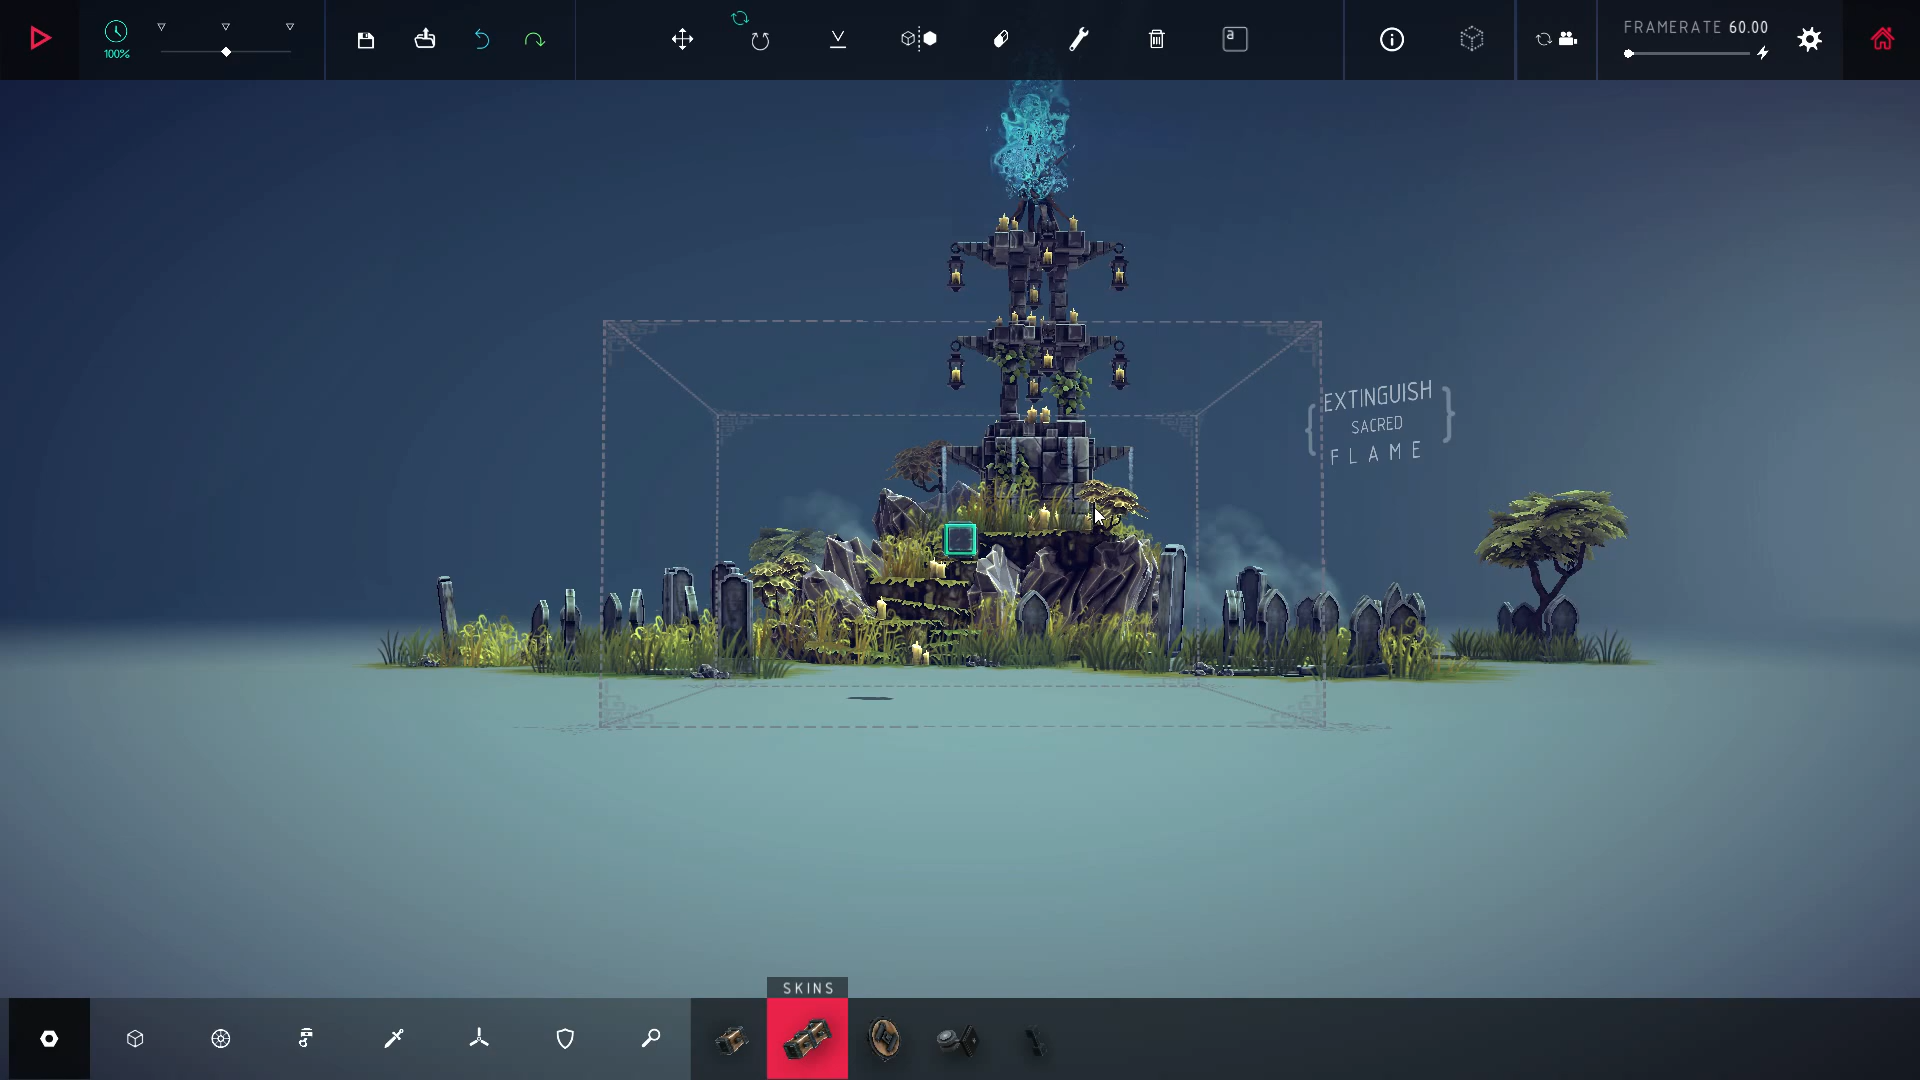 100%
a
FRAMERATE 60.00
EXTINGUISH
SACRED
FLAME
SKINS